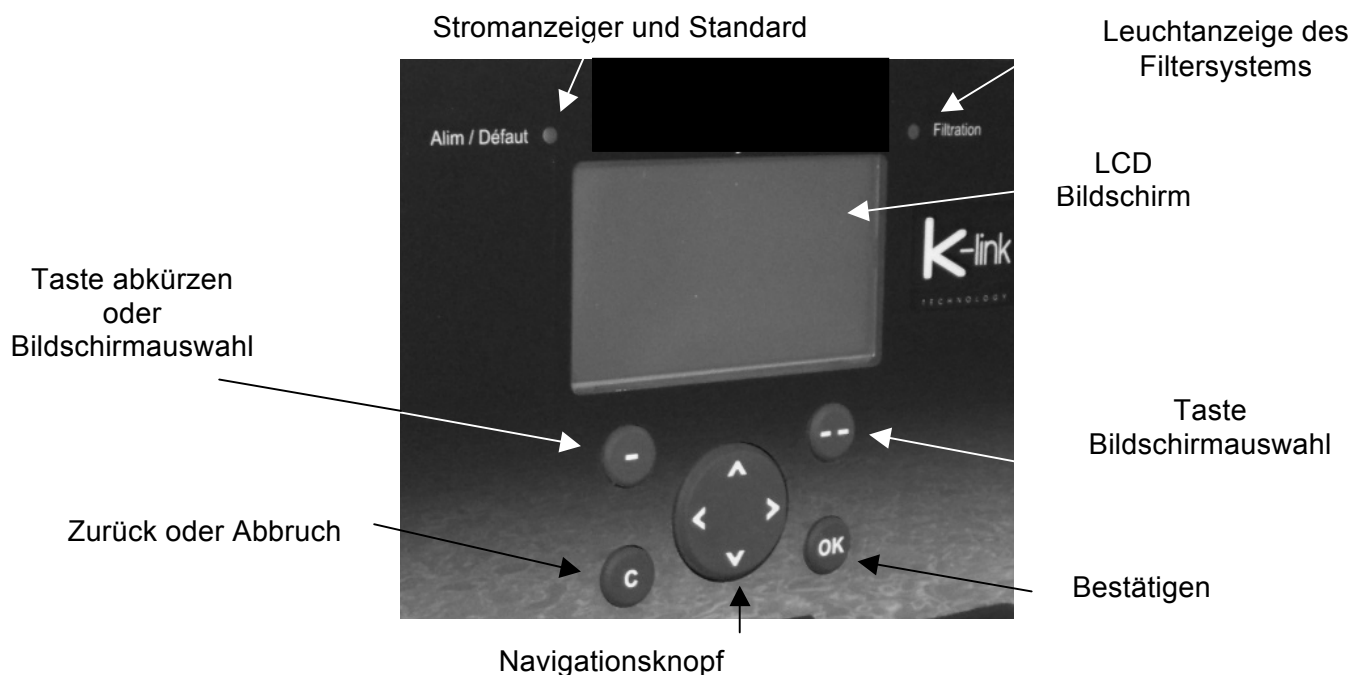 Stromanzeiger und Standard
Leuchtanzeige des
Filtersystems
Alim / Défaut
Filtration
LCD
Bildschirm
K-link
TECHNOLOGY
Taste abkürzen
oder
Bildschirmauswahl
Taste
Bildschirmauswahl
-
--
Zurück oder Abbruch
C
OK
Bestätigen
Navigationsknopf